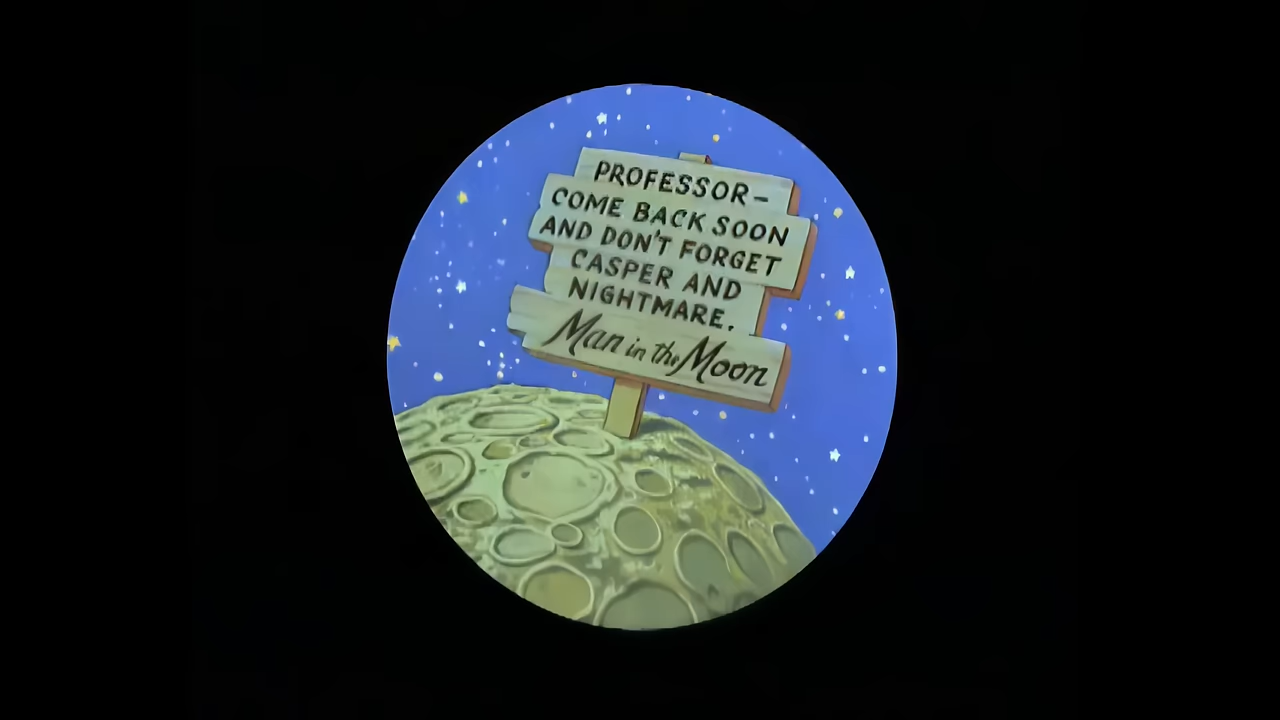 PROFESSOR-
COME BACK SOON
AND DON'T FORGET
CASPER AND
NIGHTMARE.
Man in the Moon